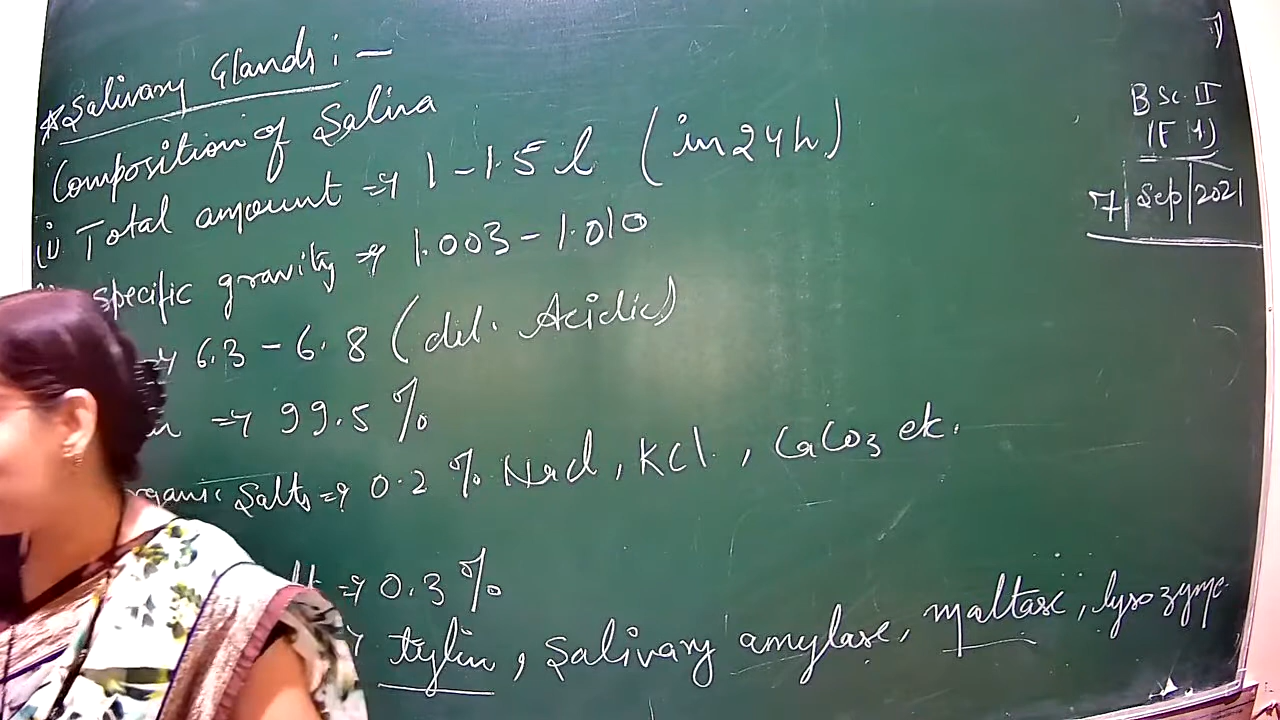 * Salivary Glands : -
Composition of Saliva
(i) Total amount ⇒ 1 - 1.5 l (in 24 h)
specific gravity ⇒ 1.003 - 1.010
⇒ 6.3 - 6.8 (dil. Acidic)
⇒ 99.5 %
organic Salts ⇒ 0.2 % Nacl, KCl, CaCO3 etc.
⇒ 0.3 %
tylin, Salivary amylase, maltase, lysozyme
B Sc. II
7 | Sep | 2021